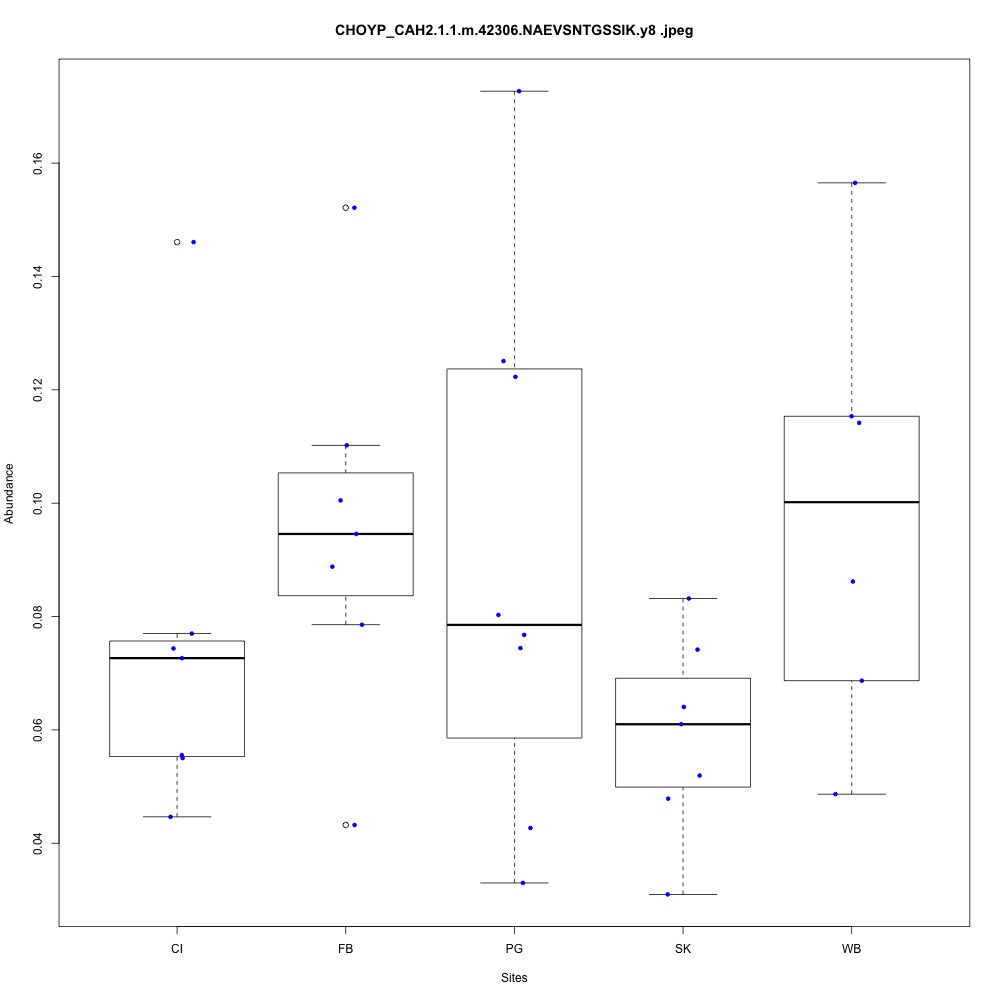 CHOYP_CAH2.1.1.m.42306.NAEVSNTGSSIK.y8 .jpeg
Abundance
0.16
0.14
0.12
0.10
0.08
0.06
0.04
CI FB PG SK WB
Sites